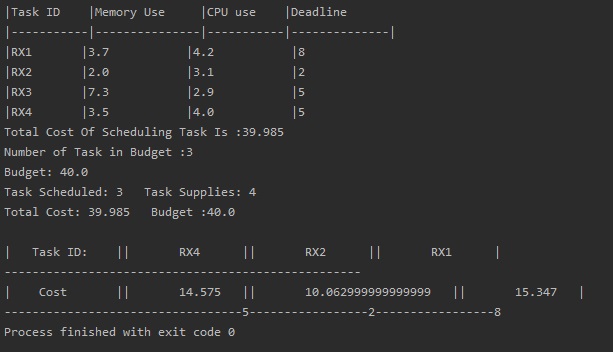 |Task ID    |Memory Use     |CPU use    |Deadline
|-----------|---------------|-----------|--------------|
|RX1        |3.7            |4.2        |8
|RX2        |2.0            |3.1        |2
|RX3        |7.3            |2.9        |5
|RX4        |3.5            |4.0        |5
Total Cost Of Scheduling Task Is :39.985
Number of Task in Budget :3
Budget: 40.0
Task Scheduled: 3   Task Supplies: 4
Total Cost: 39.985   Budget :40.0
|   Task ID:    ||       RX4      ||       RX2      ||       RX1      |
---------------------------------------------------
|    Cost       ||       14.575   ||       10.062999999999999   ||       15.347   |
----------------------------------5-----------------2-----------------8
Process finished with exit code 0